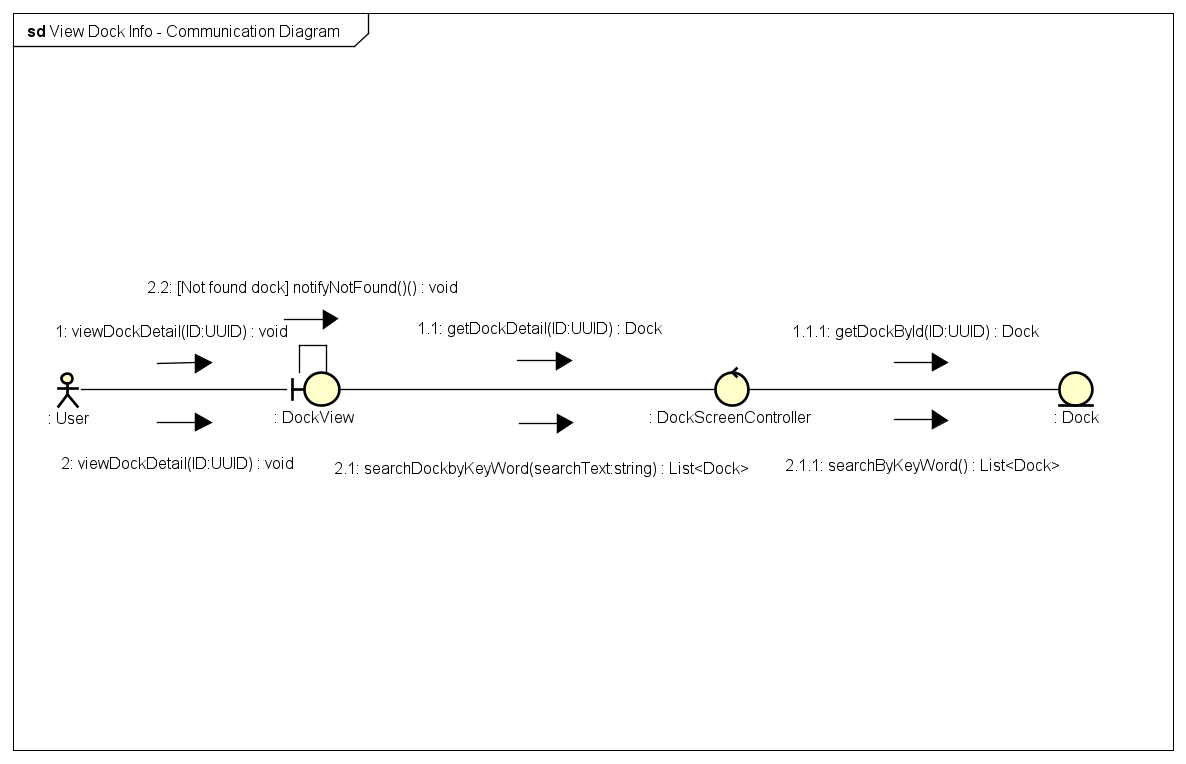 sd View Dock Info - Communication Diagram
2.2: [Not found dock] notifyNotFound()() : void
1: viewDockDetail(ID:UUID) : void
1.1: getDockDetail(ID:UUID) : Dock
1.1.1: getDockById(ID:UUID) : Dock
: User
: DockView
: DockScreenController
: Dock
2: viewDockDetail(ID:UUID) : void
2.1: searchDockbyKeyWord(searchText:string) : List<Dock>
2.1.1: searchByKeyWord() : List<Dock>